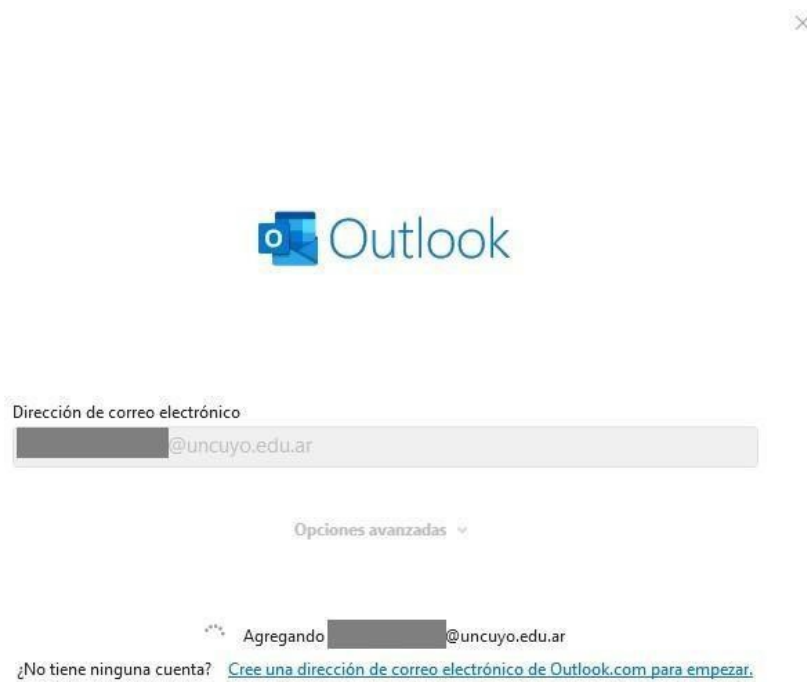 Outlook
Dirección de correo electrónico
@uncuyo.edu.ar
Opciones avanzadas
Agregando @uncuyo.edu.ar
¿No tiene ninguna cuenta? Cree una dirección de correo electrónico de Outlook.com para empezar.